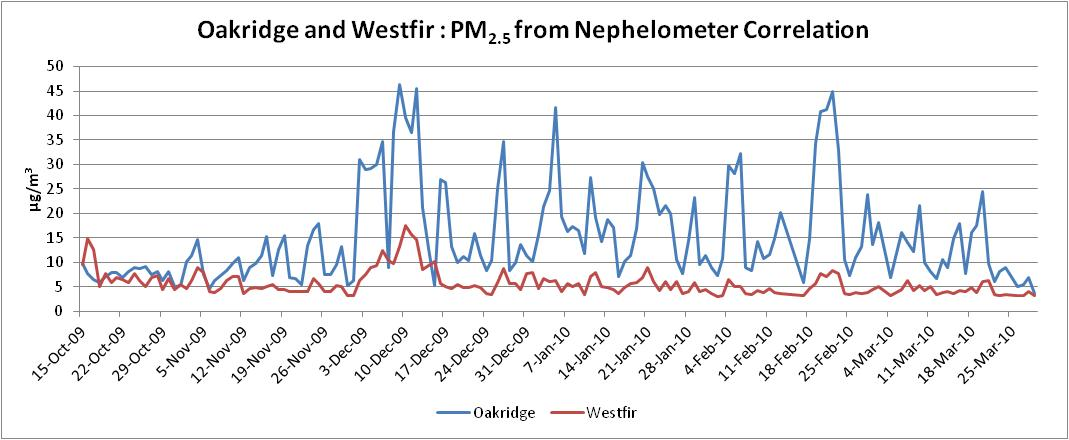 Oakridge and Westfir : PM2.5 from Nephelometer Correlation
50
45
40
35
30
25
20
15
10
5
0
µg/m³
15-Oct-09
22-Oct-09
29-Oct-09
5-Nov-09
12-Nov-09
19-Nov-09
26-Nov-09
3-Dec-09
10-Dec-09
17-Dec-09
24-Dec-09
31-Dec-09
7-Jan-10
14-Jan-10
21-Jan-10
28-Jan-10
4-Feb-10
11-Feb-10
18-Feb-10
25-Feb-10
4-Mar-10
11-Mar-10
18-Mar-10
25-Mar-10
Oakridge Westfir